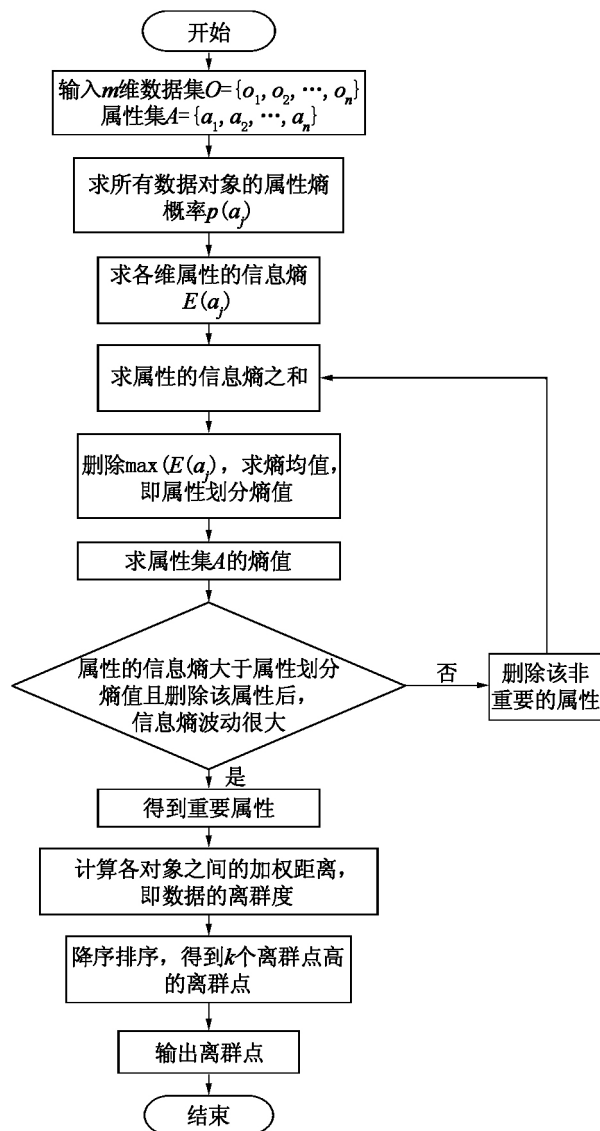 开始
输入m维数据集O={o₁, o₂, ⋯, oₙ}
属性集A={a₁, a₂, ⋯, aₙ}
求所有数据对象的属性熵
概率p(aⱼ)
求各维属性的信息熵
E(aⱼ)
求属性的信息熵之和
删除max(E(aⱼ), 求熵均值,
即属性划分熵值
求属性集A的熵值
属性的信息熵大于属性划分
熵值且删除该属性后,
信息熵波动很大
否
删除该非
重要的属性
是
得到重要属性
计算各对象之间的加权距离,
即数据的离群度
降序排序, 得到k个离群点高
的离群点
输出离群点
结束